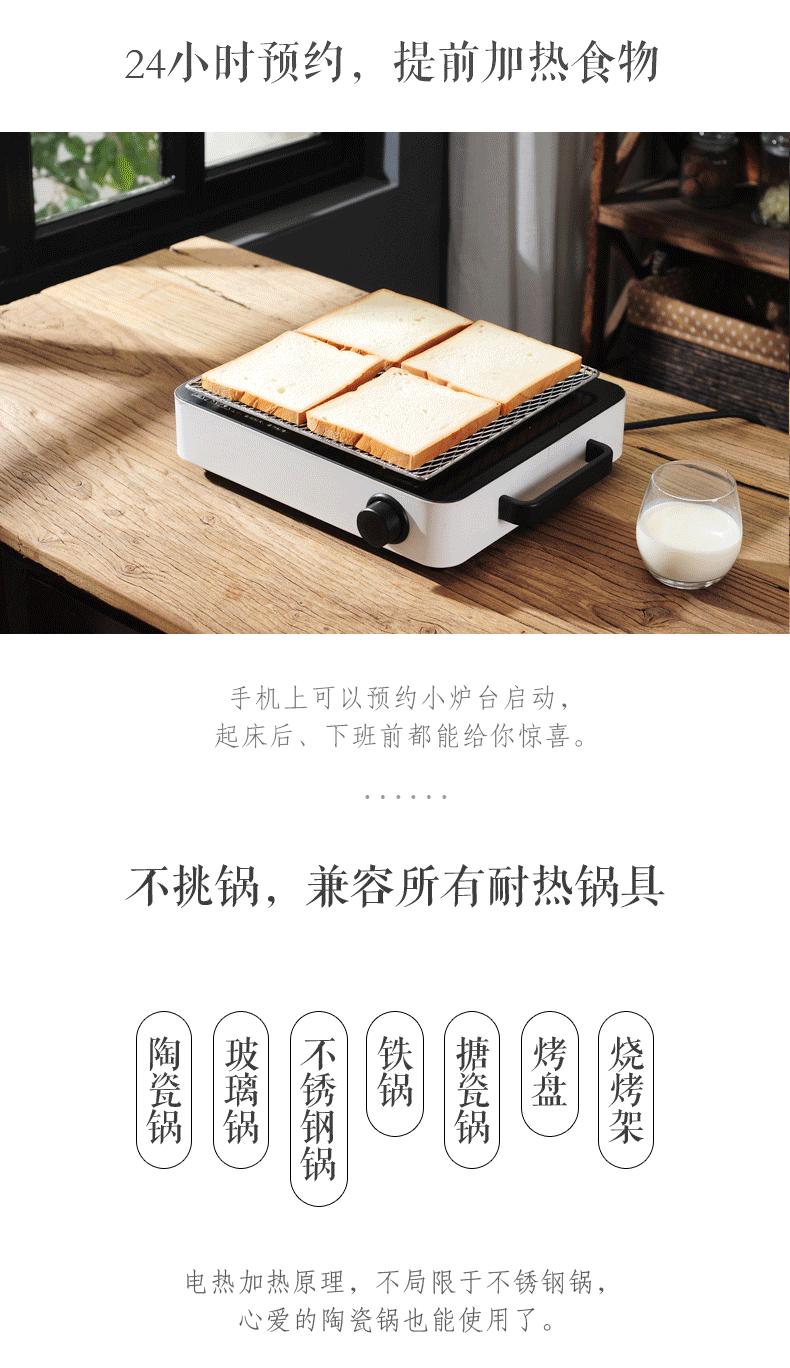 24小时预约，提前加热食物
手机上可以预约小炉台启动，
起床后、下班前都能给你惊喜。
······
不挑锅，兼容所有耐热锅具
陶瓷锅
玻璃锅
不锈钢锅
铁锅
搪瓷锅
烤盘
烧烤架
电热加热原理，不局限于不锈钢锅，
心爱的陶瓷锅也能使用了。